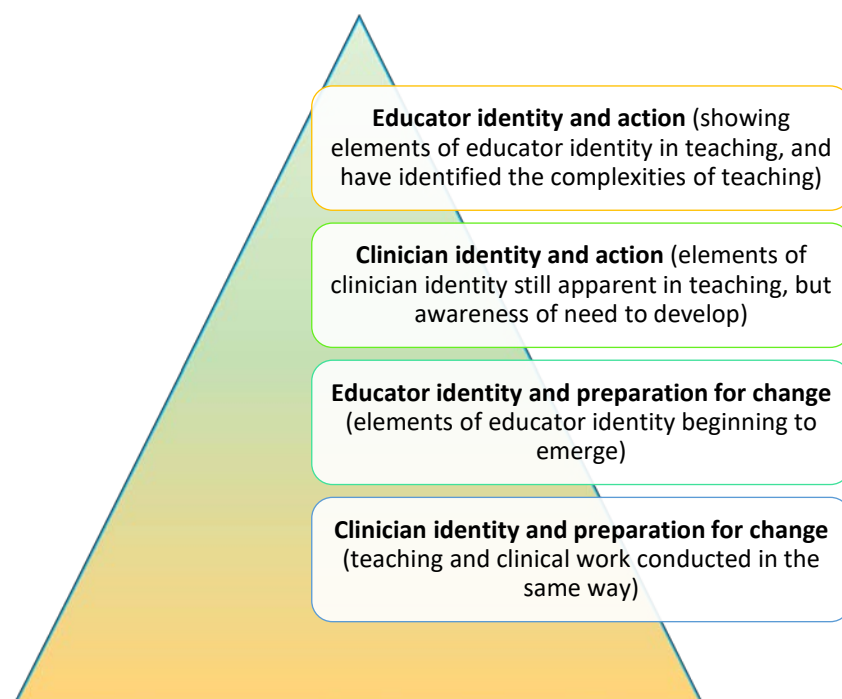 Educator identity and action (showing
elements of educator identity in teaching, and
have identified the complexities of teaching)
Clinician identity and action (elements of
clinician identity still apparent in teaching, but
awareness of need to develop)
Educator identity and preparation for change
(elements of educator identity beginning to
emerge)
Clinician identity and preparation for change
(teaching and clinical work conducted in the
same way)